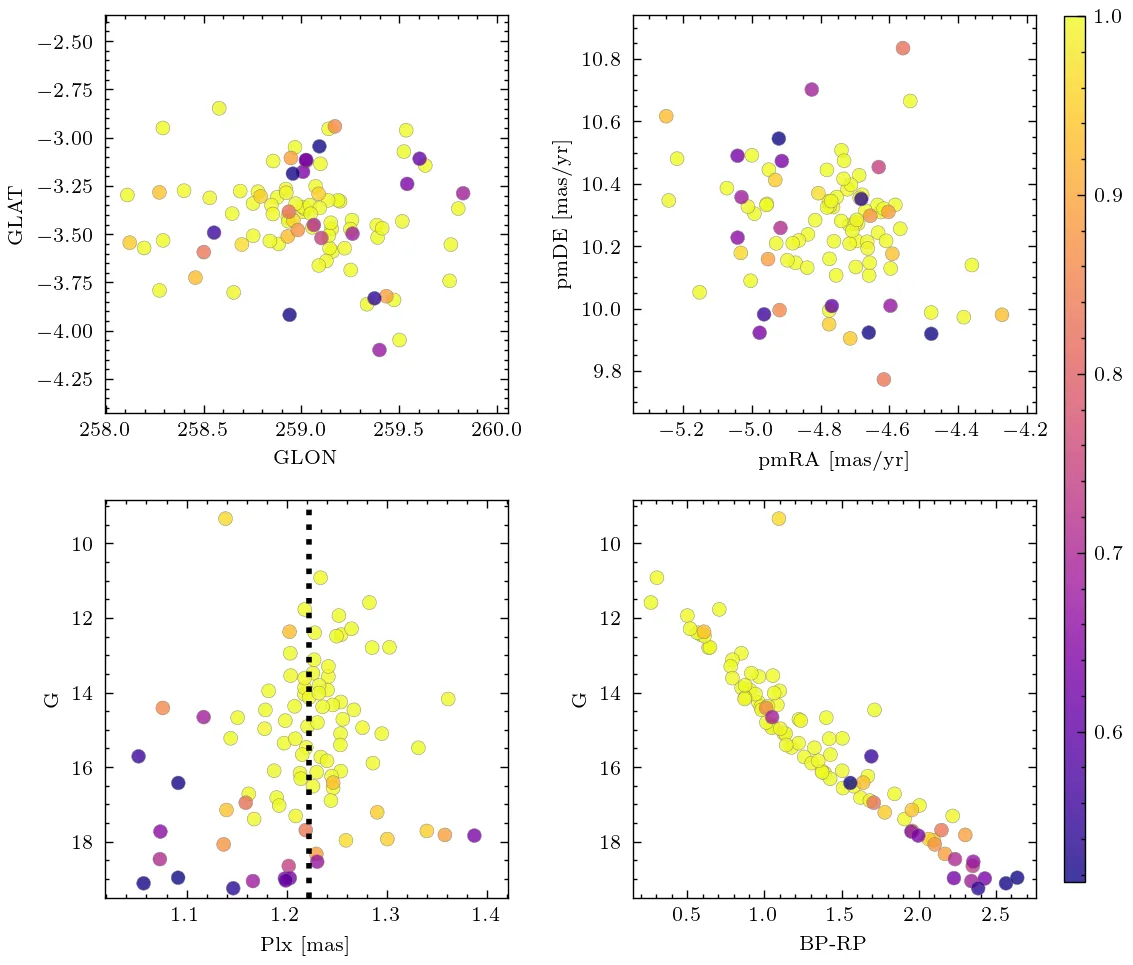 −2.50
−2.75
−3.00
−3.25
−3.50
−3.75
−4.00
−4.25
GLAT
258.0 258.5 259.0 259.5 260.0
GLON
10.8
10.6
10.4
10.2
10.0
9.8
pmDE [mas/yr]
−5.2 −5.0 −4.8 −4.6 −4.4 −4.2
pmRA [mas/yr]
1.0
0.9
0.8
0.7
0.6
10
12
14
16
18
G
1.1 1.2 1.3 1.4
Plx [mas]
10
12
14
16
18
G
0.5 1.0 1.5 2.0 2.5
BP-RP